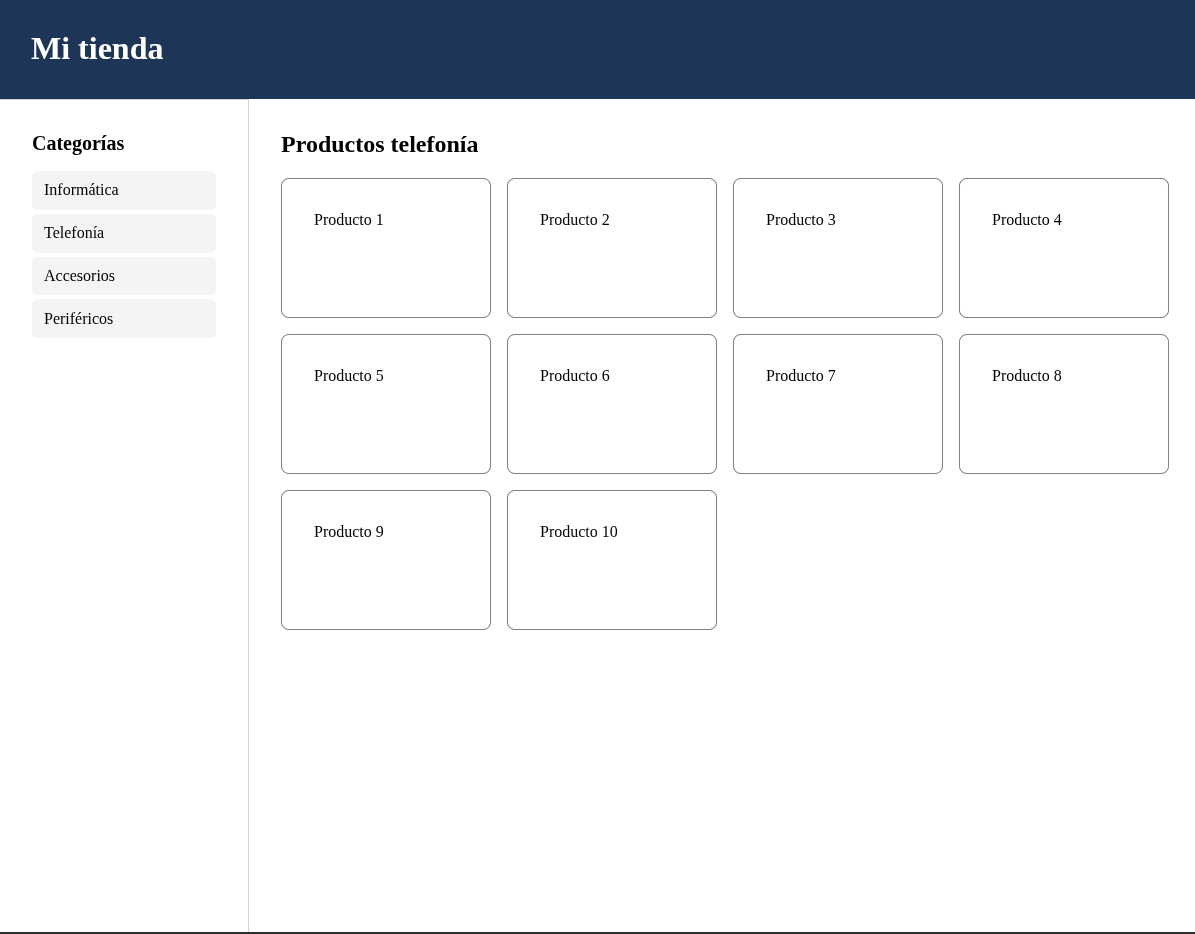 Mi tienda
Categorías
Informática
Telefonía
Accesorios
Periféricos
Productos telefonía
Producto 1
Producto 2
Producto 3
Producto 4
Producto 5
Producto 6
Producto 7
Producto 8
Producto 9
Producto 10